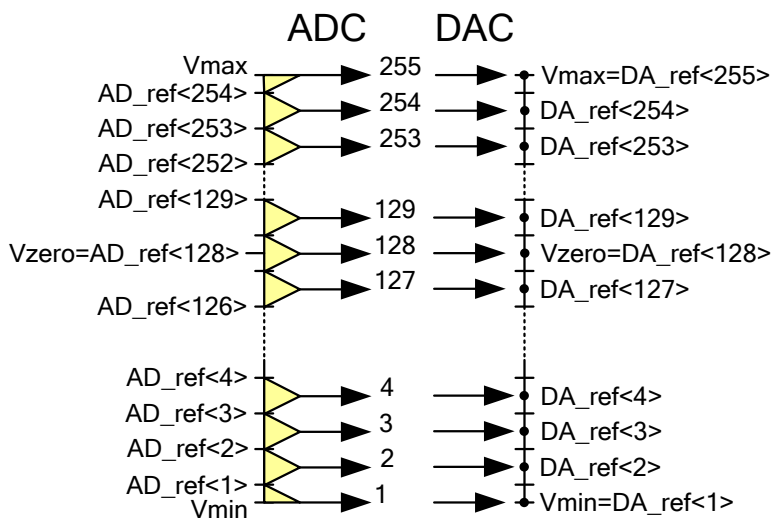 ADC DAC
Vmax 255 Vmax=DA_ref<255>
AD_ref<254>
254 DA_ref<254>
AD_ref<253>
253 DA_ref<253>
AD_ref<252>
AD_ref<129>
129 DA_ref<129>
Vzero=AD_ref<128> 128 Vzero=DA_ref<128>
127 DA_ref<127>
AD_ref<126>
AD_ref<4>
4 DA_ref<4>
AD_ref<3>
3 DA_ref<3>
AD_ref<2>
2 DA_ref<2>
AD_ref<1>
Vmin 1 Vmin=DA_ref<1>